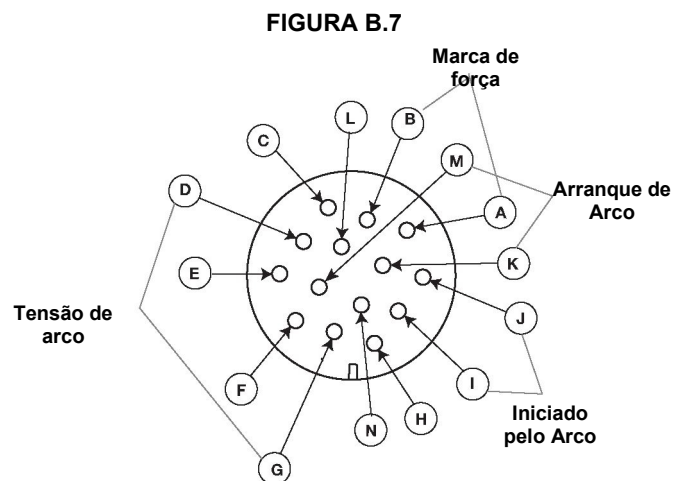 FIGURA B.7
Marca de
força
L
B
C
M
D
Arranque de
Arco
A
K
E
Tensão de
arco
J
F
I
Iniciado
pelo Arco
H
N
G